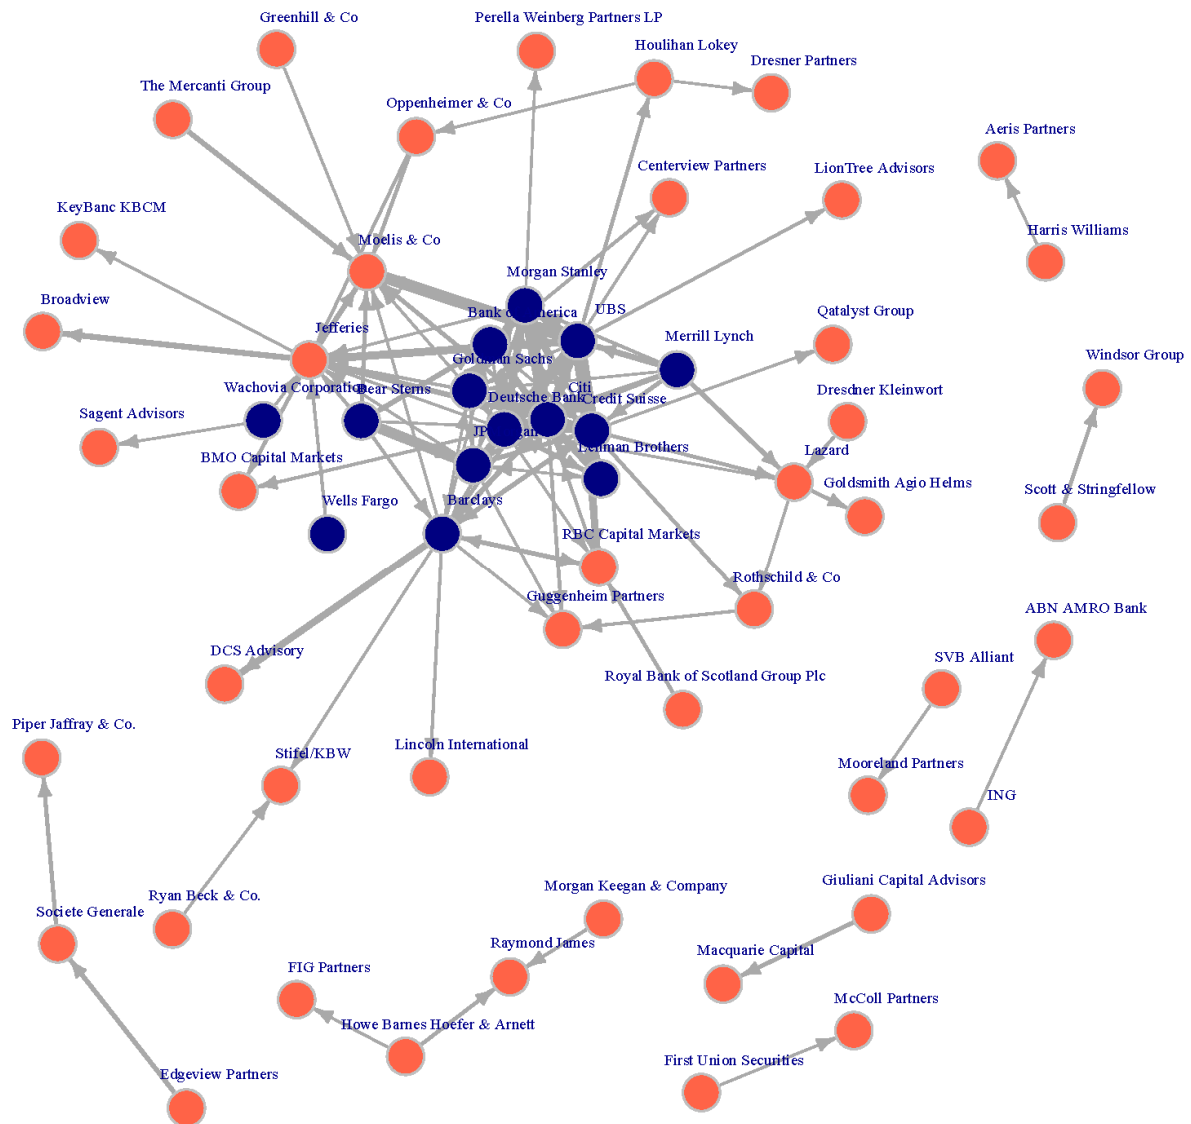 Greenhill & Co
Perella Weinberg Partners LP
Houlihan Lokey
Dresner Partners
The Mercanti Group
Oppenheimer & Co
Aeris Partners
Centerview Partners
LionTree Advisors
KeyBanc KBCM
Harris Williams
Moelis & Co
Morgan Stanley
Broadview
Bank of America
UBS
Qatalyst Group
Jefferies
Merrill Lynch
Windsor Group
Goldman Sachs
Wachovia Corporation
Bear Sterns
Citi
Dresdner Kleinwort
Deutsche Bank
Credit Suisse
Sagent Advisors
JP Morgan
Lehman Brothers
Lazard
BMO Capital Markets
Goldsmith Agio Helms
Scott & Stringfellow
Wells Fargo
Barclays
RBC Capital Markets
Rothschild & Co
Guggenheim Partners
ABN AMRO Bank
DCS Advisory
SVB Alliant
Royal Bank of Scotland Group Plc
Piper Jaffray & Co.
Stifel/KBW
Lincoln International
Mooreland Partners
ING
Ryan Beck & Co.
Morgan Keegan & Company
Giuliani Capital Advisors
Societe Generale
Raymond James
Macquarie Capital
FIG Partners
McColl Partners
Howe Barnes Hoefer & Arnett
First Union Securities
Edgeview Partners